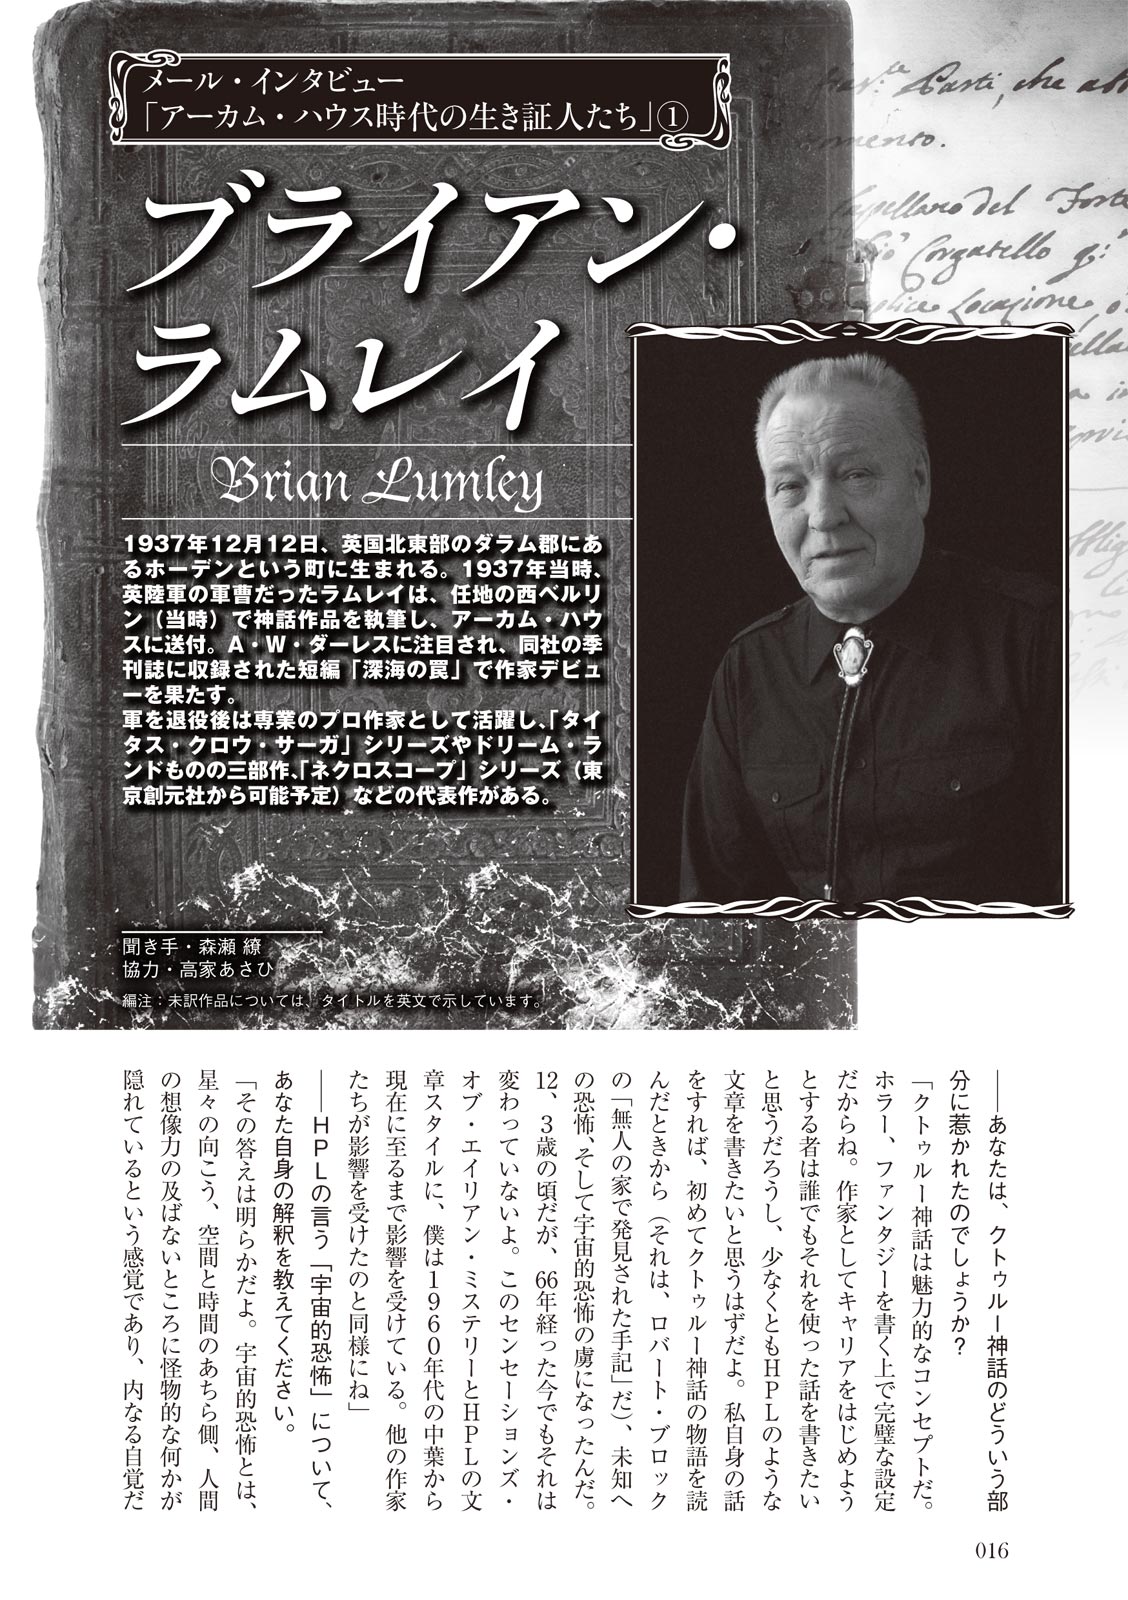 メール・インタビュー
「アーカム・ハウス時代の生き証人たち」①
ブライアン・
ラムレイ
Brian Lumley
1937年12月12日、英国北東部のダラム郡にあ
るホーデンという町に生まれる。1937年当時、
英陸軍の軍曹だったラムレイは、任地の西ベルリ
ン（当時）で神話作品を執筆し、アーカム・ハウ
スに送付。A・W・ダーレスに注目され、同社の季
刊誌に収録された短編「深海の罠」で作家デビュ
ーを果たす。
軍を退役後は専業のプロ作家として活躍し、「タイ
タス・クロウ・サーガ」シリーズやドリーム・ラ
ンドものの三部作、「ネクロスコープ」シリーズ（東
京創元社から可能予定）などの代表作がある。
聞き手・森瀬 繚
協力・高家あさひ
編注：未訳作品については、タイトルを英文で示しています。
Parti, che
mento.
del Forte
Corgatello
――あなたは、クトゥルー神話のどういう部
分に惹かれたのでしょうか？
「クトゥルー神話は魅力的なコンセプトだ。
ホラー、ファンタジーを書く上で完璧な設定
だからね。作家としてキャリアをはじめよう
とする者は誰でもそれを使った話を書きたい
と思うだろうし、少なくともHPLのような
文章を書きたいと思うはずだよ。私自身の話
をすれば、初めてクトゥルー神話の物語を読
んだときから（それは、ロバート・ブロック
の「無人の家で発見された手記」だ）、未知へ
の恐怖、そして宇宙的恐怖の虜になったんだ。
12、3歳の頃だが、66年経った今でもそれは
変わっていないよ。このセンセーションズ・
オブ・エイリアン・ミステリーとHPLの文
章スタイルに、僕は1960年代の中葉から
現在に至るまで影響を受けている。他の作家
たちが影響を受けたのと同様にね」
――HPLの言う「宇宙的恐怖」について、
あなた自身の解釈を教えてください。
「その答えは明らかだよ。宇宙的恐怖とは、
星々の向こう、空間と時間のあちら側、人間
の想像力の及ばないところに怪物的な何かが
隠れているという感覚であり、内なる自覚だ
016